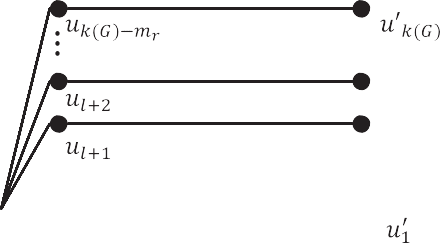 u_{k(G)−m_r} u′_{k(G)}
⋮
u_{l+2}
u_{l+1}
u′_1